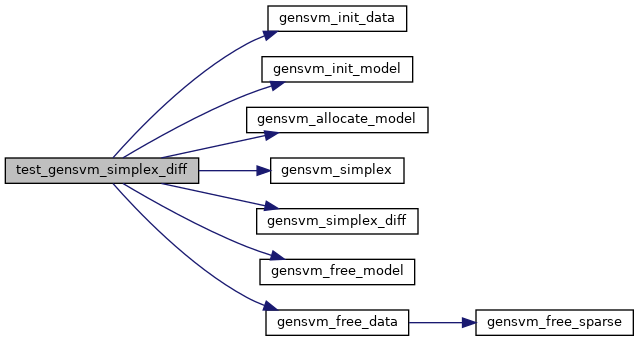 gensvm_init_data
gensvm_init_model
gensvm_allocate_model
test_gensvm_simplex_diff
gensvm_simplex
gensvm_simplex_diff
gensvm_free_model
gensvm_free_data
gensvm_free_sparse